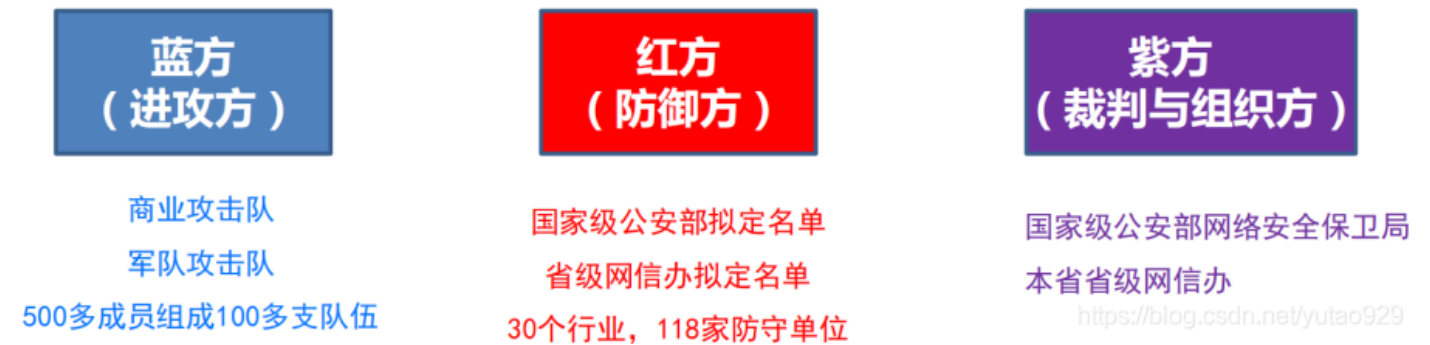 蓝方
（进攻方）
商业攻击队
军队攻击队
500多成员组成100多支队伍
红方
（防御方）
国家级公安部拟定名单
省级网信办拟定名单
30个行业，118家防守单位
紫方
（裁判与组织方）
国家级公安部网络安全保卫局
本省省级网信办
https://blog.csdn.net/yutao929